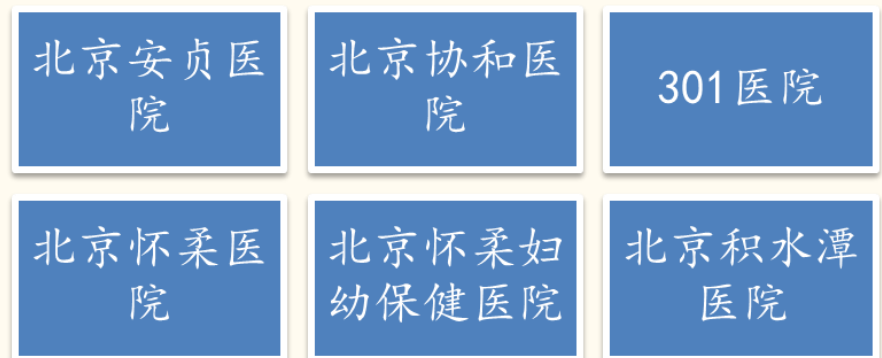 北京安贞医
院
北京协和医
院
301医院
北京怀柔医
院
北京怀柔妇
幼保健医院
北京积水潭
医院